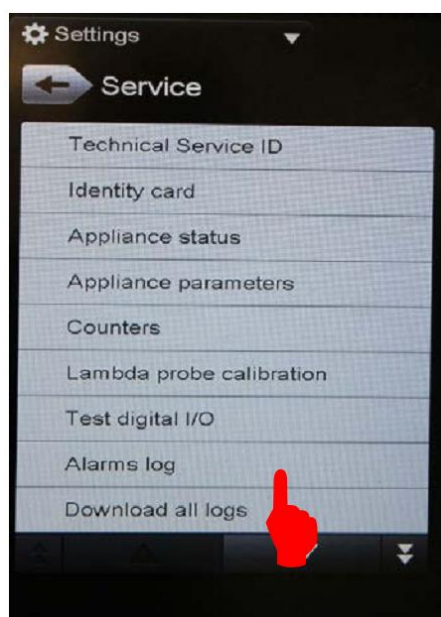 Settings
Service
Technical Service ID
Identity card
Appliance status
Appliance parameters
Counters
Lambda probe calibration
Test digital I/O
Alarms log
Download all logs